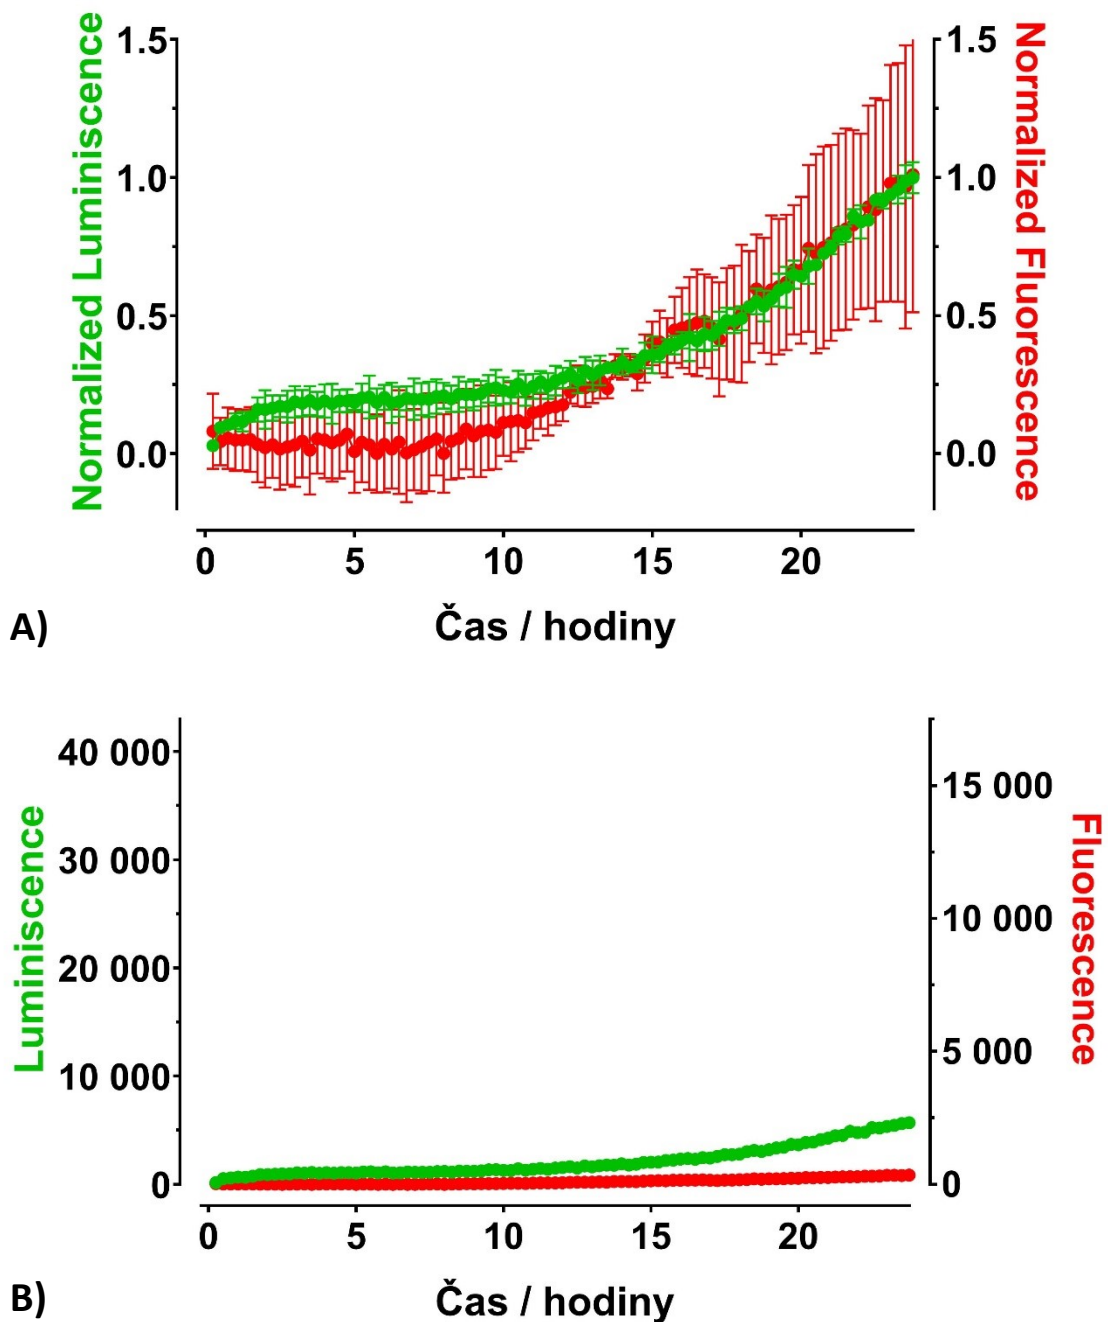 Normalized Luminiscence
1.5
1.0
0.5
0.0
1.5
1.0
0.5
0.0
Normalized Fluorescence
0 5 10 15 20
Čas / hodiny
A)
Luminiscence
40 000
30 000
20 000
10 000
0
15 000
10 000
5 000
0
Fluorescence
0 5 10 15 20
Čas / hodiny
B)